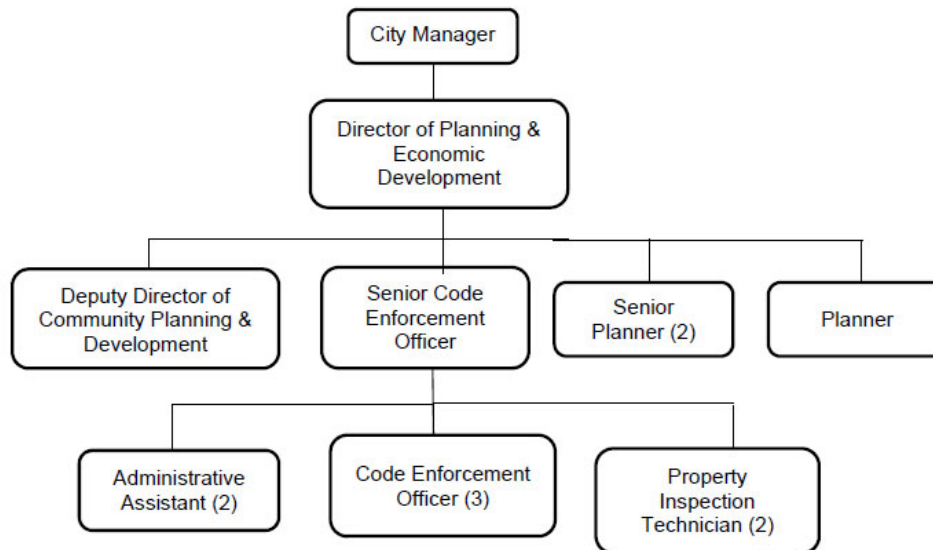 City Manager
Director of Planning &
Economic
Development
Deputy Director of
Community Planning &
Development
Senior Code
Enforcement
Officer
Senior
Planner (2)
Planner
Administrative
Assistant (2)
Code Enforcement
Officer (3)
Property
Inspection
Technician (2)